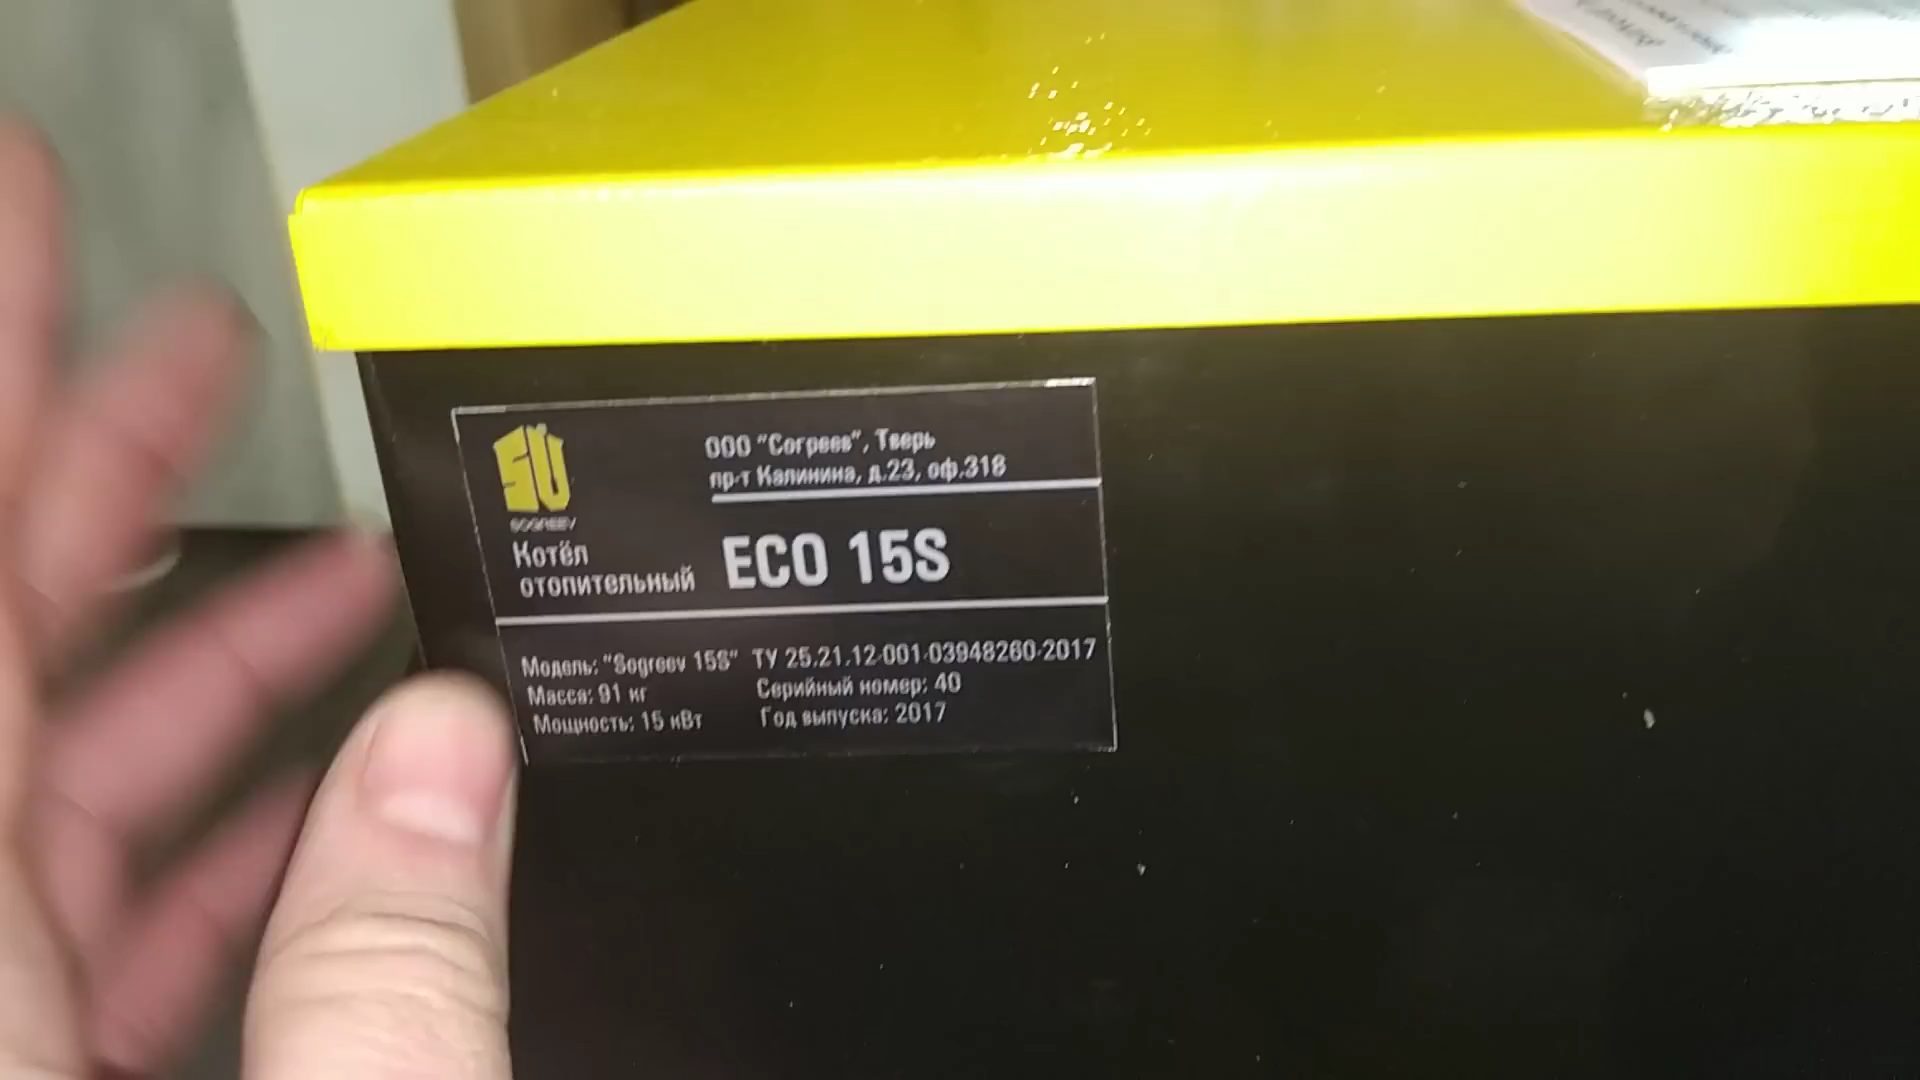 ООО "Согреев", Тверь
пр-т Калинина, д.23, оф.318
SU
SOGREEV
Котёл
отопительный
ECO 15S
Модель: "Sogreev 15S" ТУ 25.21.12-001-03948260-2017
Масса: 91 кг Серийный номер: 40
Мощность: 15 кВт Год выпуска: 2017